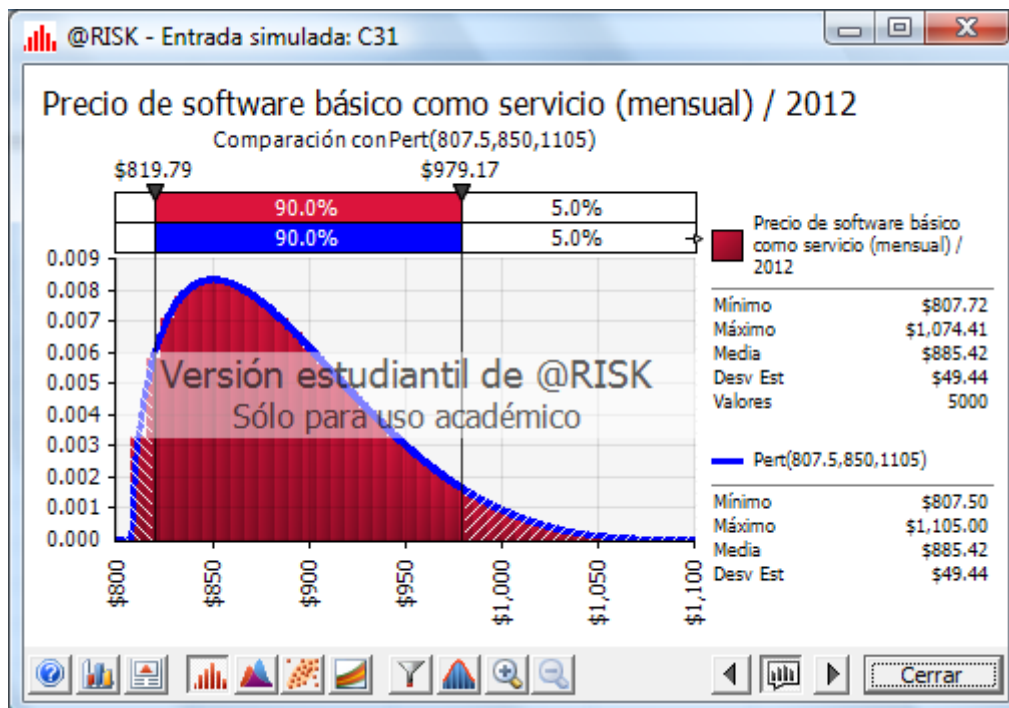 @RISK - Entrada simulada: C31
Precio de software básico como servicio (mensual) / 2012
Comparación con Pert(807.5,850,1105)
$819.79 $979.17
90.0% 5.0%
90.0% 5.0%
0.009
0.008
0.007
0.006
0.005
0.004
0.003
0.002
0.001
0.000
Versión estudiantil de @RISK
Sólo para uso académico
$800 $850 $900 $950 $1,000 $1,050 $1,100
Precio de software básico
como servicio (mensual) /
2012
Mínimo $807.72
Máximo $1,074.41
Media $885.42
Desv Est $49.44
Valores 5000
Pert(807.5,850,1105)
Mínimo $807.50
Máximo $1,105.00
Media $885.42
Desv Est $49.44
Cerrar